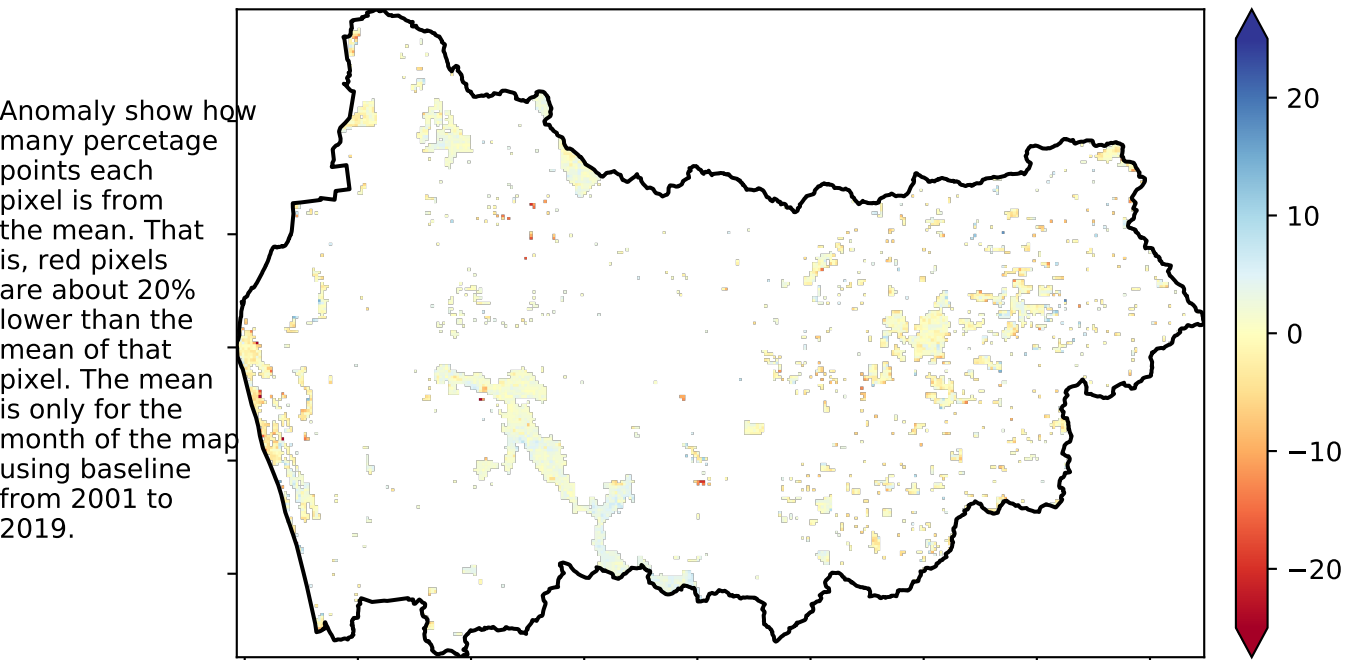 Anomaly show how
many percetage
points each
pixel is from
the mean. That
is, red pixels
are about 20%
lower than the
mean of that
pixel. The mean
is only for the
month of the map
using baseline
from 2001 to
2019.
20
10
0
−10
−20